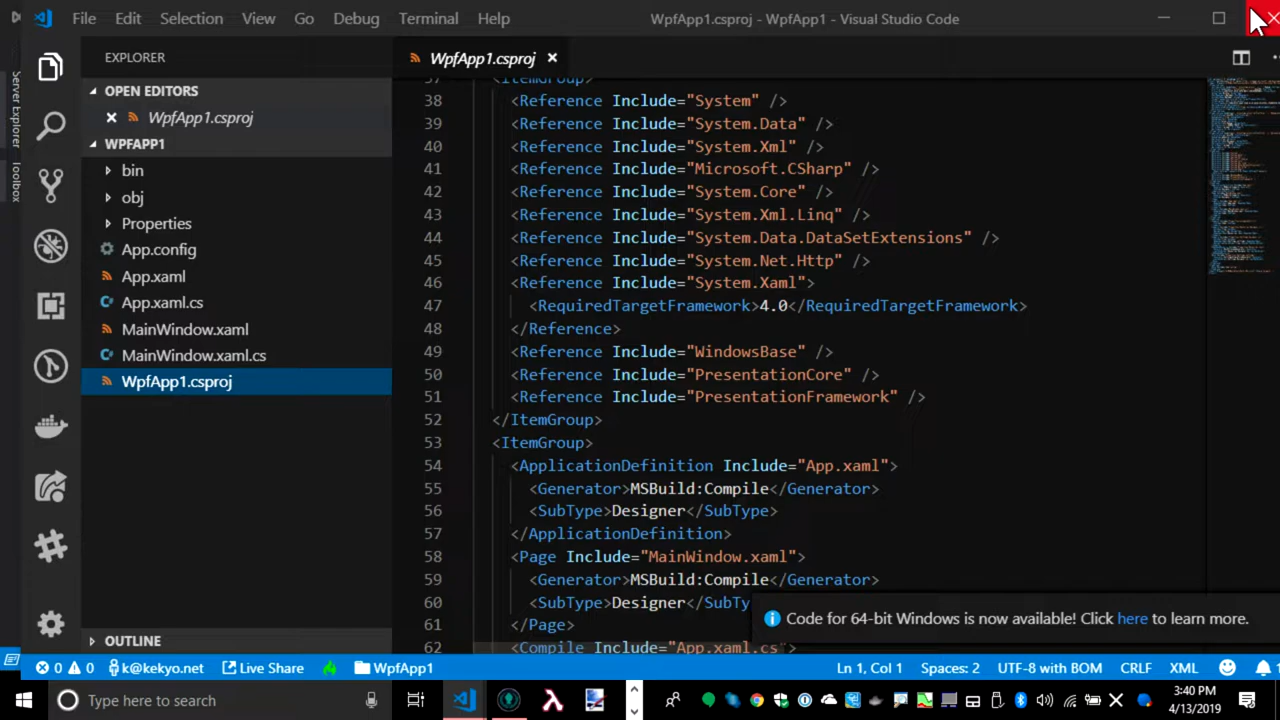 File Edit Selection View Go Debug Terminal Help
WpfApp1.csproj - WpfApp1 - Visual Studio Code
Server Explorer
Toolbox
EXPLORER
OPEN EDITORS
WpfApp1.csproj
WPFAPP1
bin
obj
Properties
App.config
App.xaml
App.xaml.cs
MainWindow.xaml
MainWindow.xaml.cs
WpfApp1.csproj
OUTLINE
WpfApp1.csproj
37 <ItemGroup>
38 <Reference Include="System" />
39 <Reference Include="System.Data" />
40 <Reference Include="System.Xml" />
41 <Reference Include="Microsoft.CSharp" />
42 <Reference Include="System.Core" />
43 <Reference Include="System.Xml.Linq" />
44 <Reference Include="System.Data.DataSetExtensions" />
45 <Reference Include="System.Net.Http" />
46 <Reference Include="System.Xaml">
47 <RequiredTargetFramework>4.0</RequiredTargetFramework>
48 </Reference>
49 <Reference Include="WindowsBase" />
50 <Reference Include="PresentationCore" />
51 <Reference Include="PresentationFramework" />
52 </ItemGroup>
53 <ItemGroup>
54 <ApplicationDefinition Include="App.xaml">
55 <Generator>MSBuild:Compile</Generator>
56 <SubType>Designer</SubType>
57 </ApplicationDefinition>
58 <Page Include="MainWindow.xaml">
59 <Generator>MSBuild:Compile</Generator>
60 <SubType>Designer</SubTy
61 </Page>
62 <Compile Include="App.xaml.cs">
Code for 64-bit Windows is now available! Click here to learn more.
0 0 k@kekyo.net Live Share WpfApp1 Ln 1, Col 1 Spaces: 2 UTF-8 with BOM CRLF XML 1
Type here to search
3:40 PM
4/13/2019